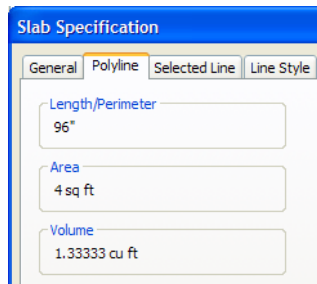 Slab Specification
General Polyline Selected Line Line Style
Length/Perimeter
96"
Area
4 sq ft
Volume
1.33333 cu ft